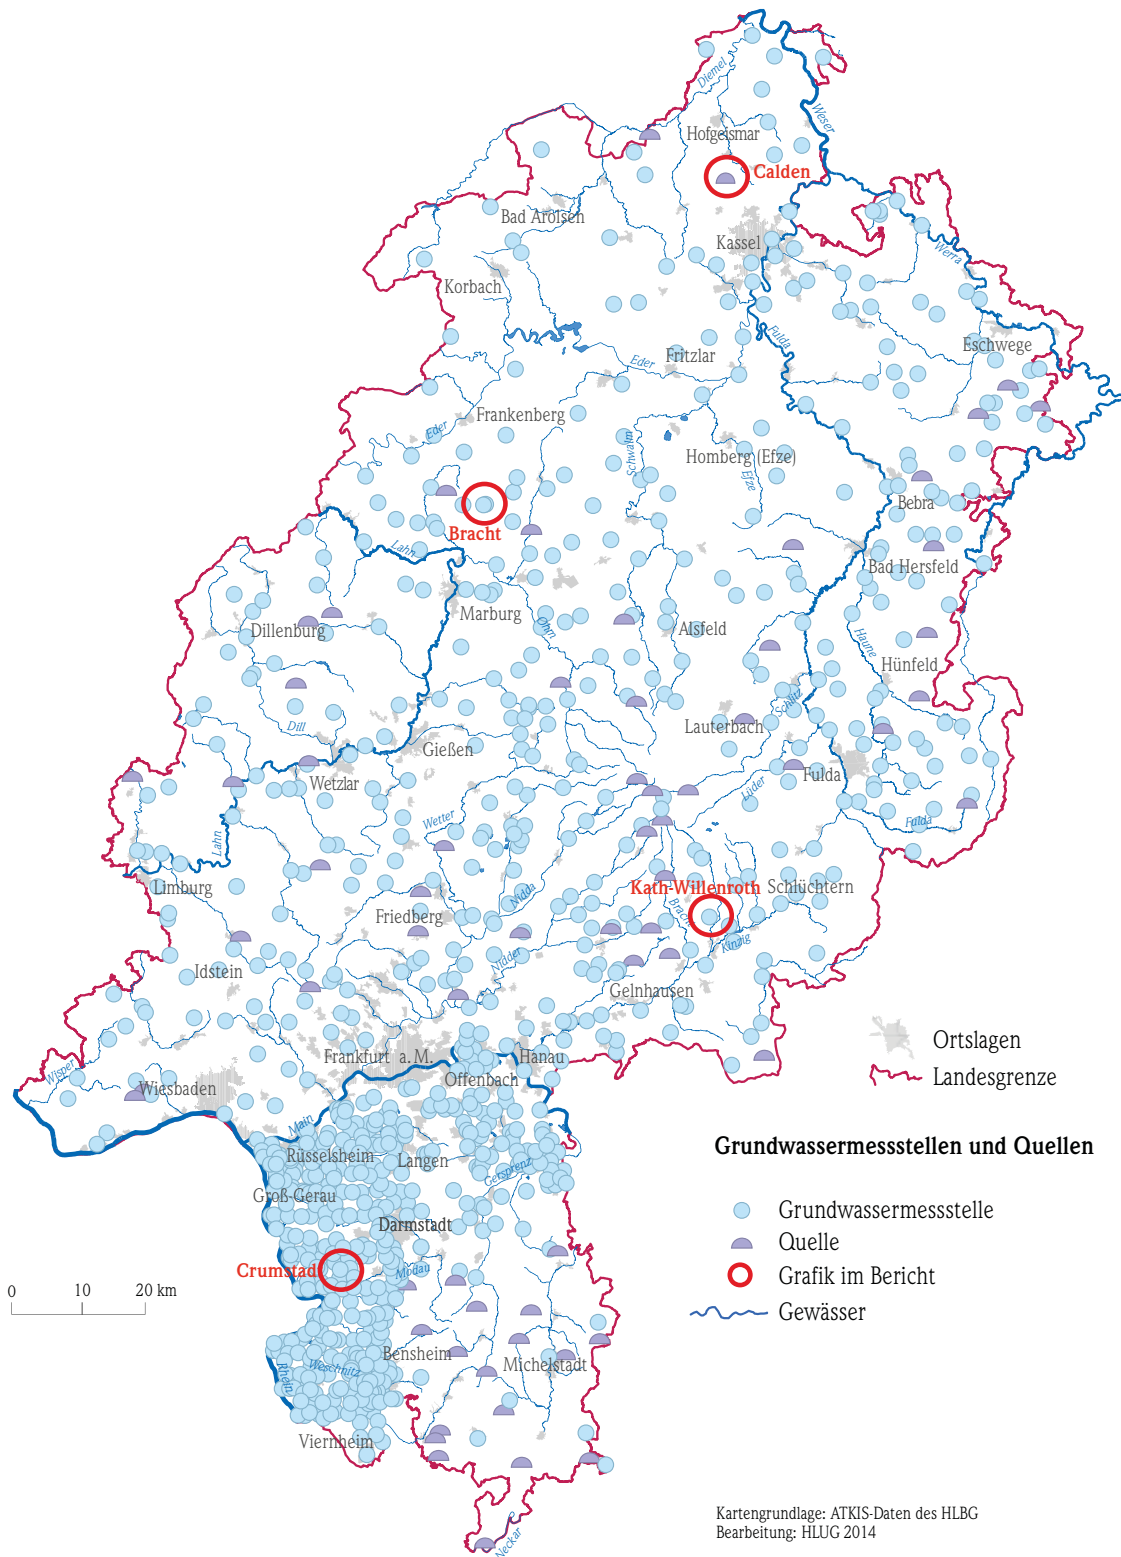 Diemel
Weser
Hofgeismar
Calden
Bad Arolsen
Kassel
Werra
Korbach
Fulda
Eschwege
Fritzlar
Eder
Frankenberg
Eder
Schwalm
Homberg (Efze)
Efze
Bebra
Bracht
Lahn
Bad Hersfeld
Marburg
Ohm
Alsfeld
Dillenburg
Haune
Hünfeld
Schlitz
Lauterbach
Dill
Gießen
Wetzlar
Fulda
Lüder
Wetter
Fulda
Lahn
Limburg
Kath-Willenroth
Schlüchtern
Nidda
Friedberg
Bracht
Kinzig
Nidder
Idstein
Gelnhausen
Ortslagen
Frankfurt a. M.
Hanau
Wisper
Offenbach
Landesgrenze
Wiesbaden
Main
Grundwassermessstellen und Quellen
Rüsselsheim
Langen
Gersprenz
Groß-Gerau
Grundwassermessstelle
Darmstadt
Quelle
Crumstad
Modau
Grafik im Bericht
0 10 20 km
Gewässer
Bensheim
Michelstadt
Weschnitz
Rhein
Viernheim
Kartengrundlage: ATKIS-Daten des HLBG
Bearbeitung: HLUG 2014
Neckar